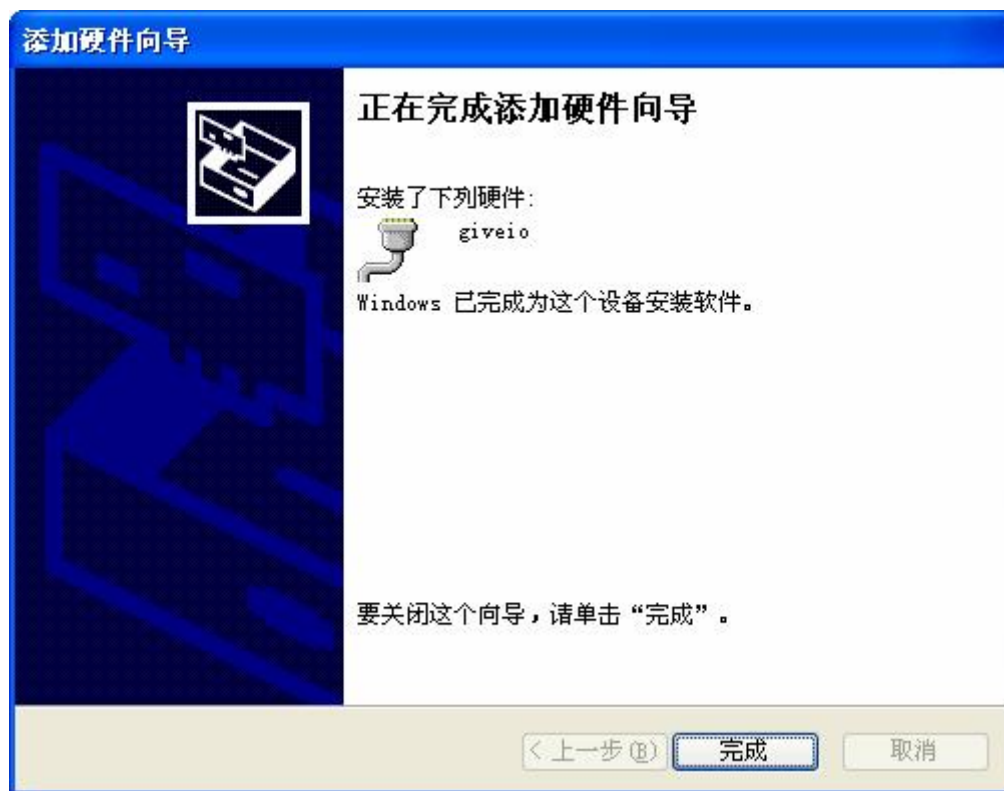 添加硬件向导
正在完成添加硬件向导
安装了下列硬件:
giveio
Windows 已完成为这个设备安装软件。
要关闭这个向导，请单击“完成”。
< 上一步(B)
完成
取消